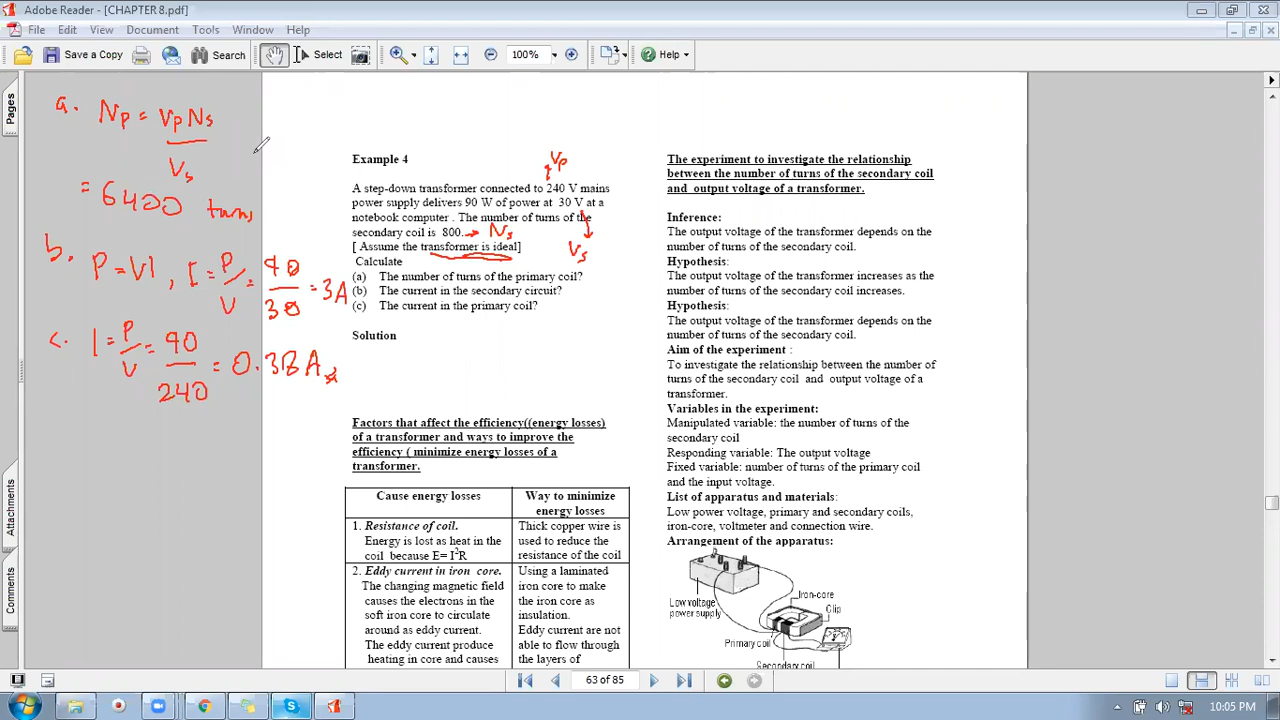 Adobe Reader - [CHAPTER 8.pdf]
File Edit View Document Tools Window Help
Save a Copy Search Select 100% Help
Pages
Attachments
Comments
a. Np = VpNs
Vs
= 6400 turns
b. P = VI, I = P/V = 90/30 = 3A
c. I = P/V = 90/240 = 0.38 A
Example 4
Vp
A step-down transformer connected to 240 V mains
power supply delivers 90 W of power at 30 V at a
notebook computer . The number of turns of the
secondary coil is 800. → Ns
[ Assume the transformer is ideal]
Vs
Calculate
(a) The number of turns of the primary coil?
(b) The current in the secondary circuit?
(c) The current in the primary coil?
Solution
Factors that affect the efficiency((energy losses)
of a transformer and ways to improve the
efficiency ( minimize energy losses of a
transformer.
Cause energy losses
Way to minimize
energy losses
1. Resistance of coil.
Energy is lost as heat in the
coil because E= I²R
Thick copper wire is
used to reduce the
resistance of the coil
2. Eddy current in iron core.
The changing magnetic field
causes the electrons in the
soft iron core to circulate
around as eddy current.
The eddy current produce
heating in core and causes
Using a laminated
iron core to make
the iron core as
insulation.
Eddy current are not
able to flow through
the layers of
The experiment to investigate the relationship
between the number of turns of the secondary coil
and output voltage of a transformer.
Inference:
The output voltage of the transformer depends on the
number of turns of the secondary coil.
Hypothesis:
The output voltage of the transformer increases as the
number of turns of the secondary coil increases.
Hypothesis:
The output voltage of the transformer depends on the
number of turns of the secondary coil.
Aim of the experiment :
To investigate the relationship between the number of
turns of the secondary coil and output voltage of a
transformer.
Variables in the experiment:
Manipulated variable: the number of turns of the
secondary coil
Responding variable: The output voltage
Fixed variable: number of turns of the primary coil
and the input voltage.
List of apparatus and materials:
Low power voltage, primary and secondary coils,
iron-core, voltmeter and connection wire.
Arrangement of the apparatus:
Low voltage
power supply
Iron-core
Clip
Primary coil
Secondary coil
63 of 85
10:05 PM